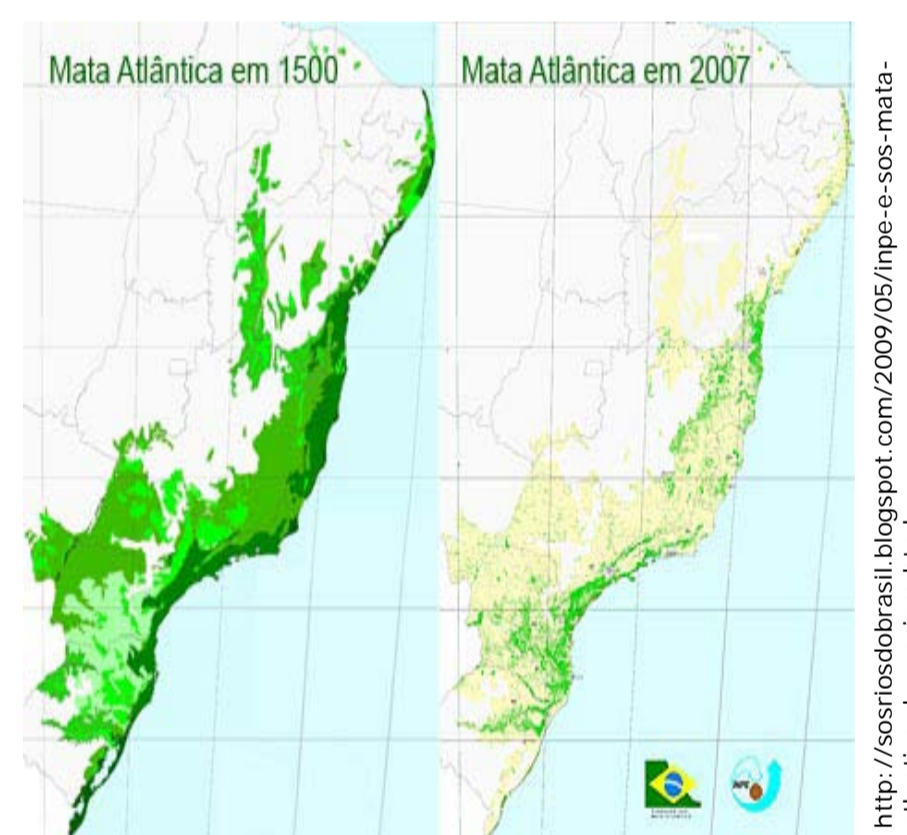 Mata Atlântica em 1500
Mata Atlântica em 2007
http://sosriosdobrasil.blogspot.com/2009/05/inpe-e-sos-mata-